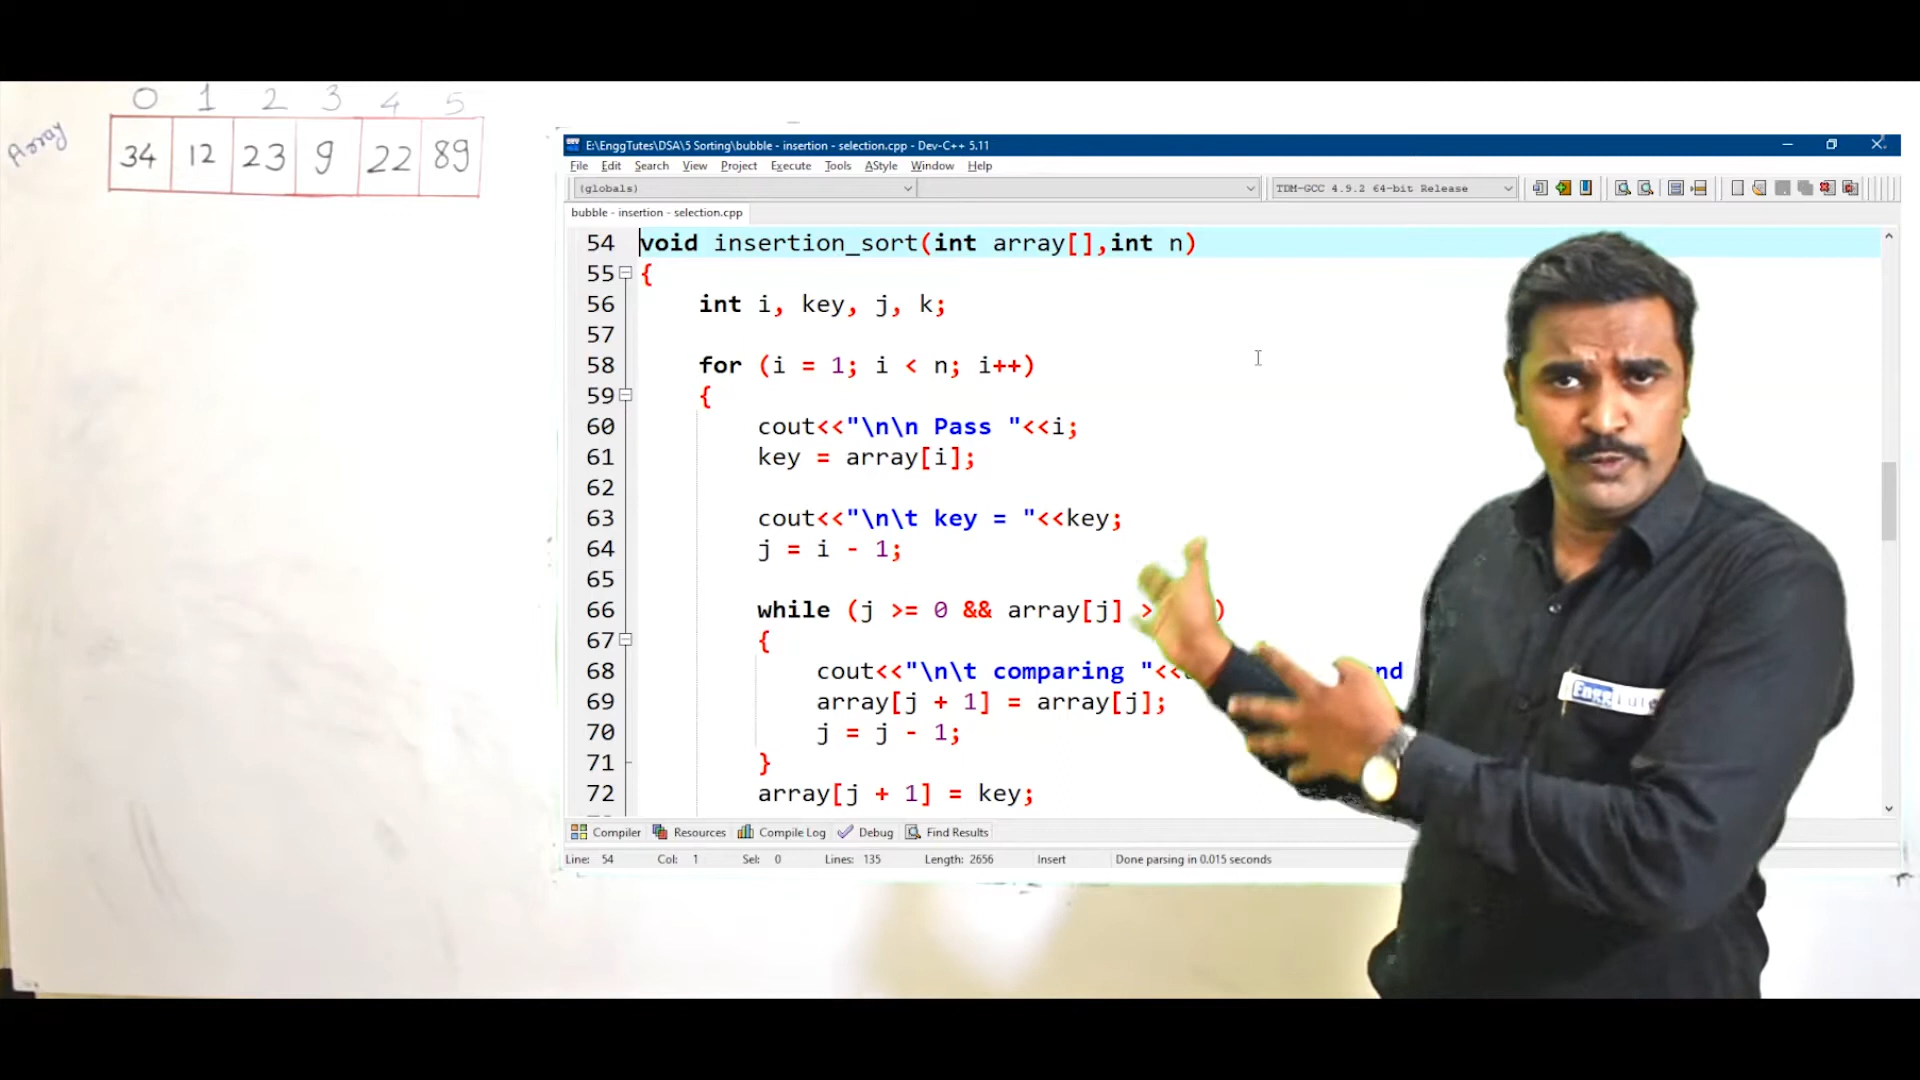 0 1 2 3 4 5
Array 34 12 23 9 22 89
E:\EnggTutes\DSA\5 Sorting\bubble - insertion - selection.cpp - Dev-C++ 5.11
File Edit Search View Project Execute Tools AStyle Window Help
(globals) TDM-GCC 4.9.2 64-bit Release
bubble - insertion - selection.cpp
54 void insertion_sort(int array[],int n)
55 {
56 int i, key, j, k;
57
58 for (i = 1; i < n; i++)
59 {
60 cout<<"\n\n Pass "<<i;
61 key = array[i];
62
63 cout<<"\n\t key = "<<key;
64 j = i - 1;
65
66 while (j >= 0 && array[j] > )
67 {
68 cout<<"\n\t comparing "<< nd
69 array[j + 1] = array[j];
70 j = j - 1;
71 }
72 array[j + 1] = key;
EnggTute
Compiler Resources Compile Log Debug Find Results
Line: 54 Col: 1 Sel: 0 Lines: 135 Length: 2656 Insert Done parsing in 0.015 seconds